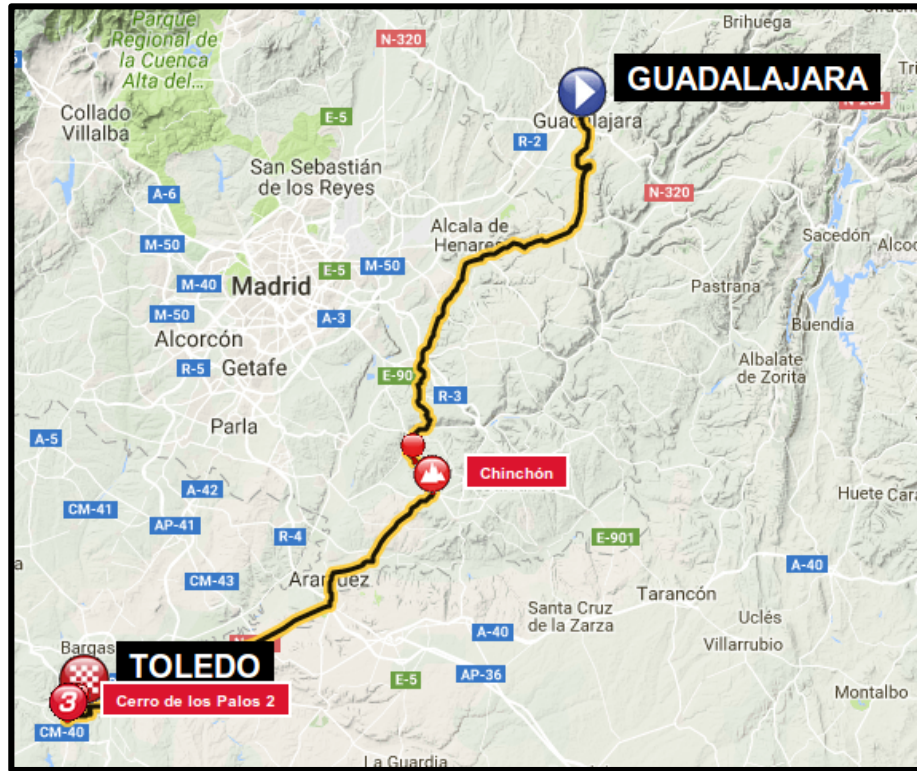 Parque
Regional de
la Cuenca
Alta del...
Brihuega
N-320
GUADALAJARA
Collado
Villalba
E-5
Guadalajara
R-2
San Sebastián
de los Reyes
A-6
N-320
Alcala de
Henares
Sacedón
M-50
E-5
M-50
M-40
Madrid
Pastrana
M-50
A-3
Buendía
Alcorcón
R-5
Getafe
Albalate
de Zorita
E-90
R-3
Parla
A-5
Chinchón
A-42
CM-41
AP-41
R-4
Huete
E-901
A-40
CM-43
Aranjuez
Tarancón
Santa Cruz
de la Zarza
Uclés
A-40
Villarrubio
Bargas
TOLEDO
E-5
AP-36
3
Cerro de los Palos 2
Montalbo
CM-40
La Guardia